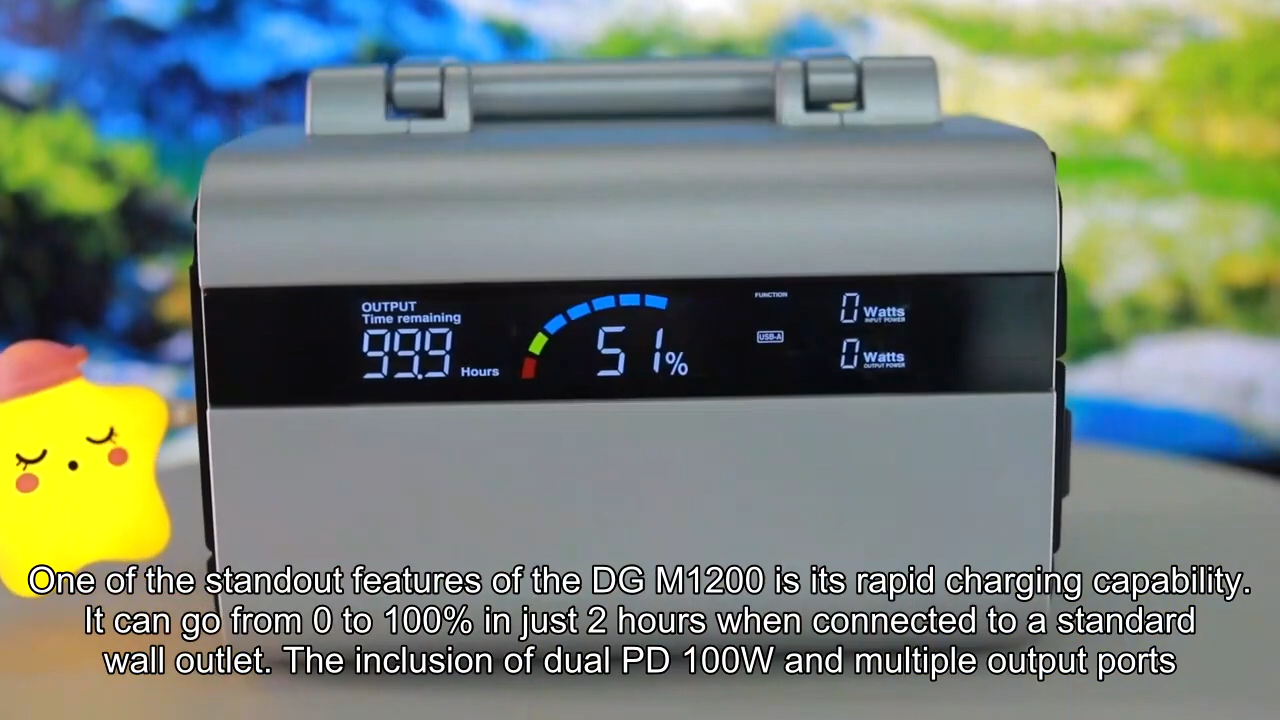 OUTPUT
Time remaining
99.9 Hours
51%
FUNCTION
USB-A
0 Watts
INPUT POWER
0 Watts
OUTPUT POWER
One of the standout features of the DG M1200 is its rapid charging capability.
It can go from 0 to 100% in just 2 hours when connected to a standard
wall outlet. The inclusion of dual PD 100W and multiple output ports